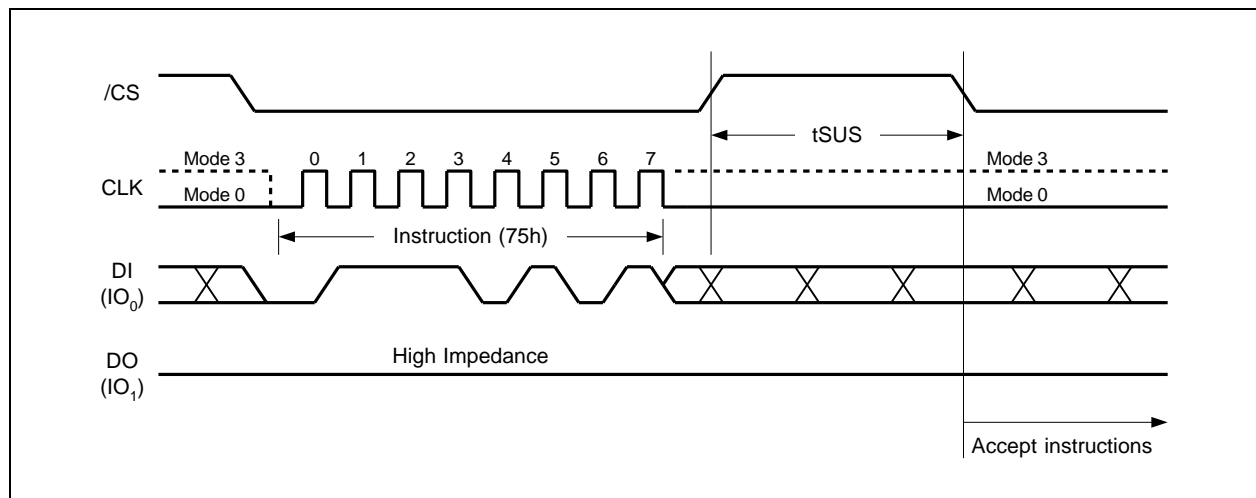 /CS
tSUS
Mode 3
0 1 2 3 4 5 6 7
Mode 3
CLK
Mode 0
Mode 0
Instruction (75h)
DI
(IO₀)
High Impedance
DO
(IO₁)
Accept instructions